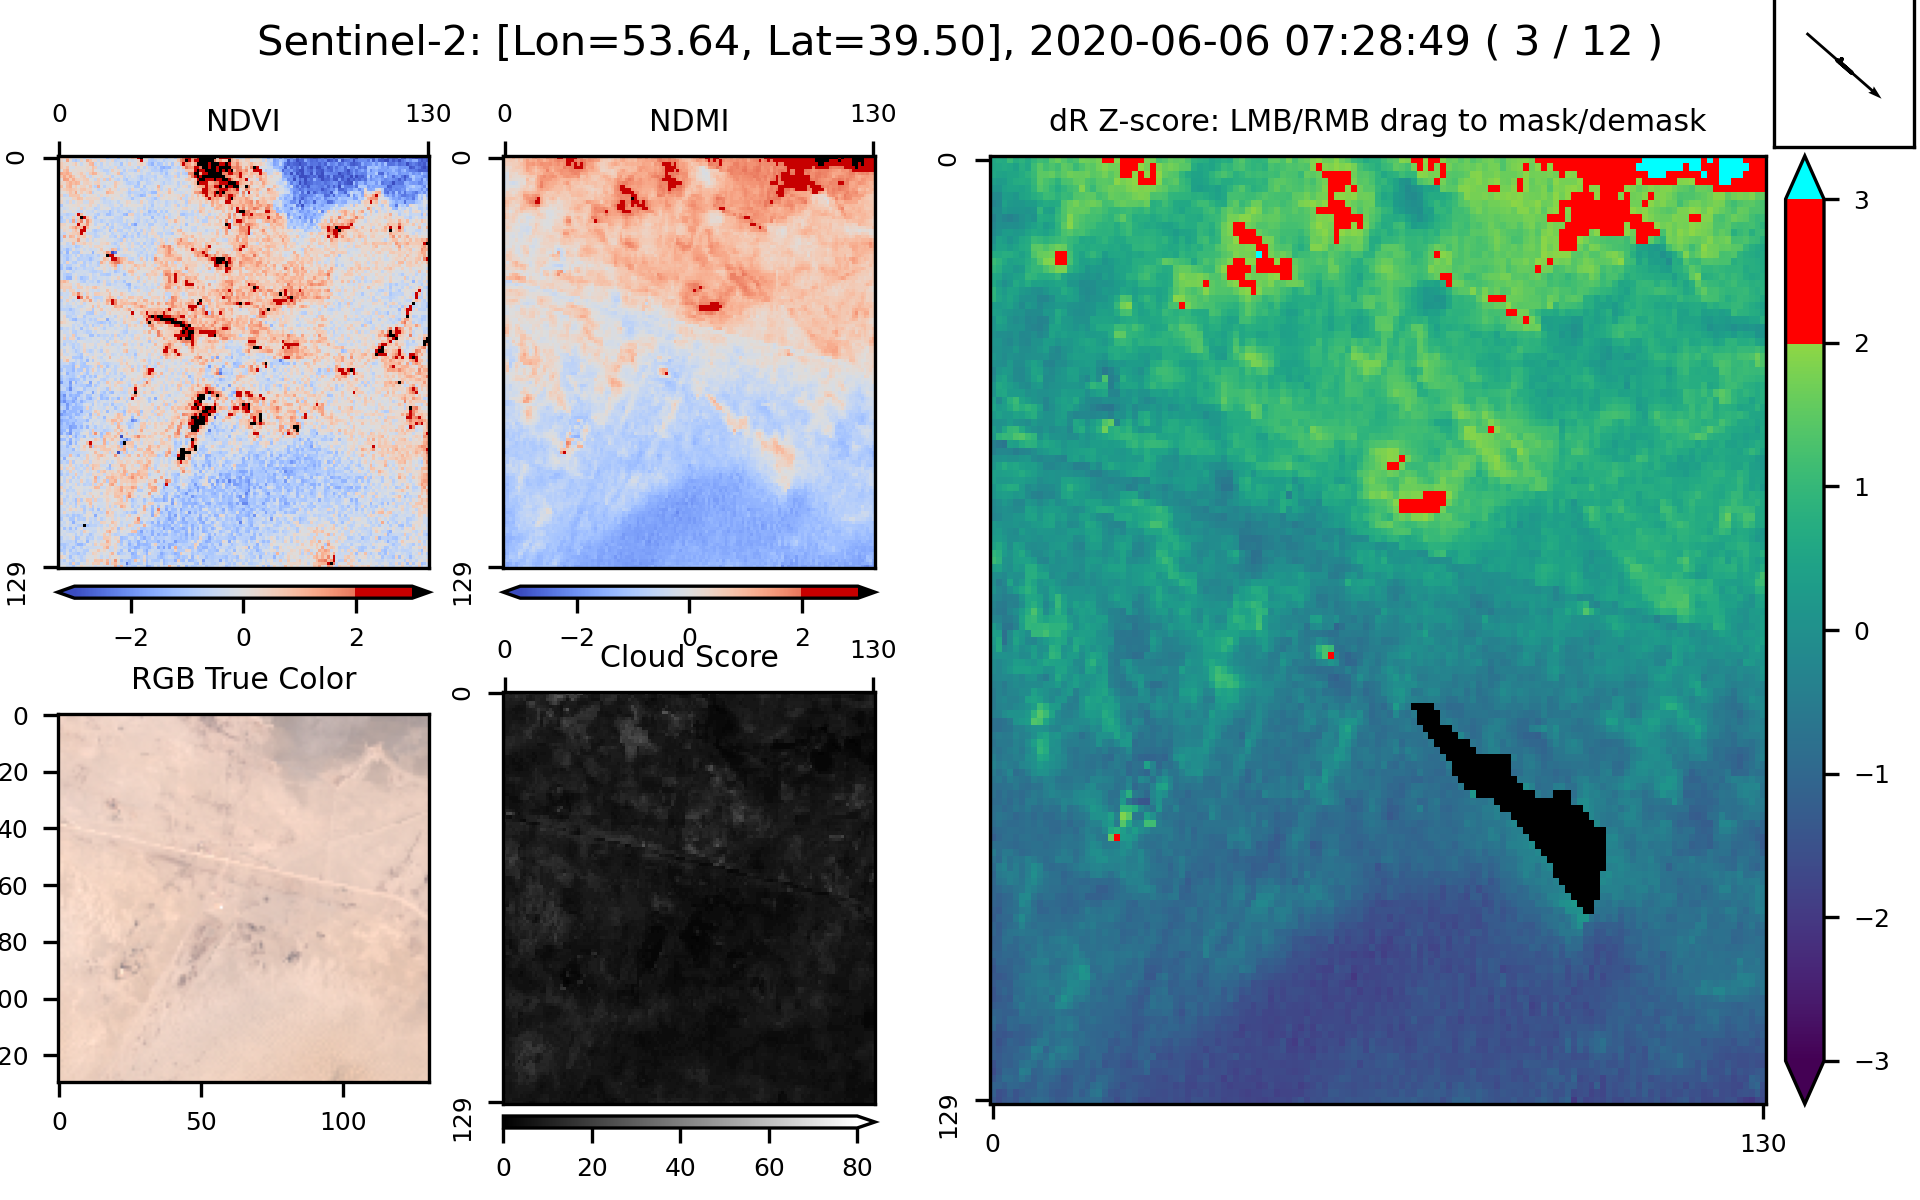 Sentinel-2: [Lon=53.64, Lat=39.50], 2020-06-06 07:28:49 ( 3 / 12 )
0 NDVI 130
0
129
−2 0 2
0 NDMI 130
0
129
−2 0 2
dR Z-score: LMB/RMB drag to mask/demask
0
129
0 130
3
2
1
0
−1
−2
−3
RGB True Color
0
20
40
60
80
00
20
0 50 100
0 Cloud Score 130
0
129
0 20 40 60 80